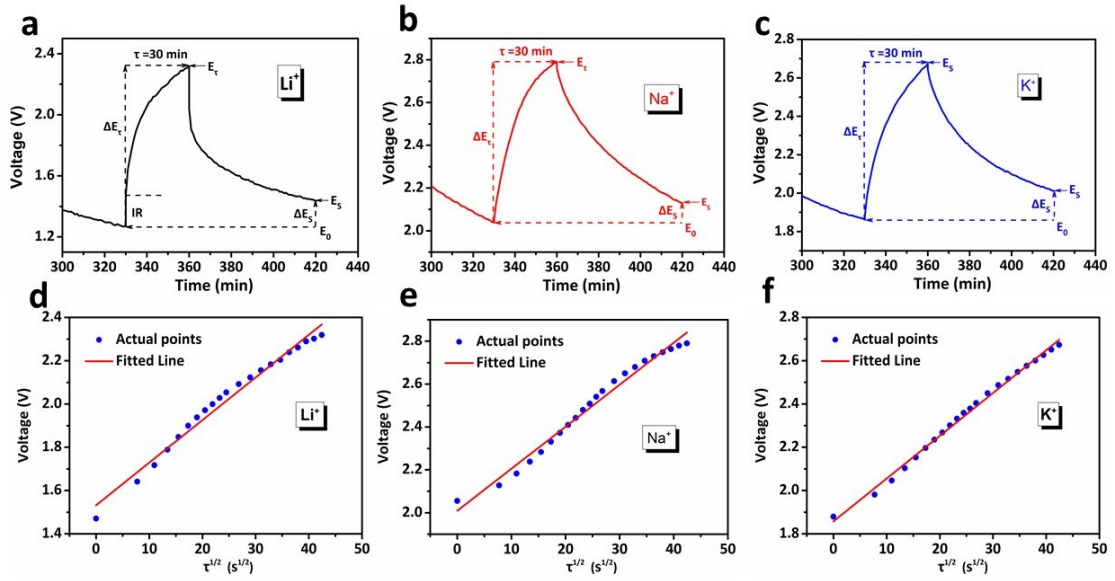 a
b
c
2.4
2.0
1.6
1.2
Voltage (V)
τ =30 min
Eτ
Li+
ΔEτ
IR
ES
ΔES
E0
300 320 340 360 380 400 420 440
Time (min)
2.8
2.6
2.4
2.2
2.0
Voltage (V)
τ =30 min
Eτ
Na+
ΔEτ
Es
ΔES
E0
300 320 340 360 380 400 420 440
Time (min)
2.8
2.6
2.4
2.2
2.0
1.8
Voltage (V)
τ =30 min
ES
K+
ΔEτ
ES
ΔES
E0
300 320 340 360 380 400 420 440
Time (min)
d
e
f
2.4
2.2
2.0
1.8
1.6
1.4
Voltage (V)
Actual points
Fitted Line
Li+
0 10 20 30 40 50
τ1/2 (s1/2)
3.0
2.8
2.6
2.4
2.2
2.0
Voltage (V)
Actual points
Fitted Line
Na+
0 10 20 30 40 50
τ1/2 (s1/2)
2.8
2.6
2.4
2.2
2.0
1.8
Voltage (V)
Actual points
Fitted Line
K+
0 10 20 30 40 50
τ1/2 (s1/2)